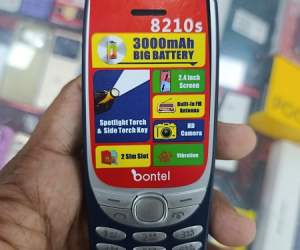 8210s
3000mAh
BIG BATTERY
2.4 inch
Screen
Built-in FM
Antenna
Spotlight Torch
& Side Torch Key
HD
Camera
2 Sim Slot
Vibration
bontel